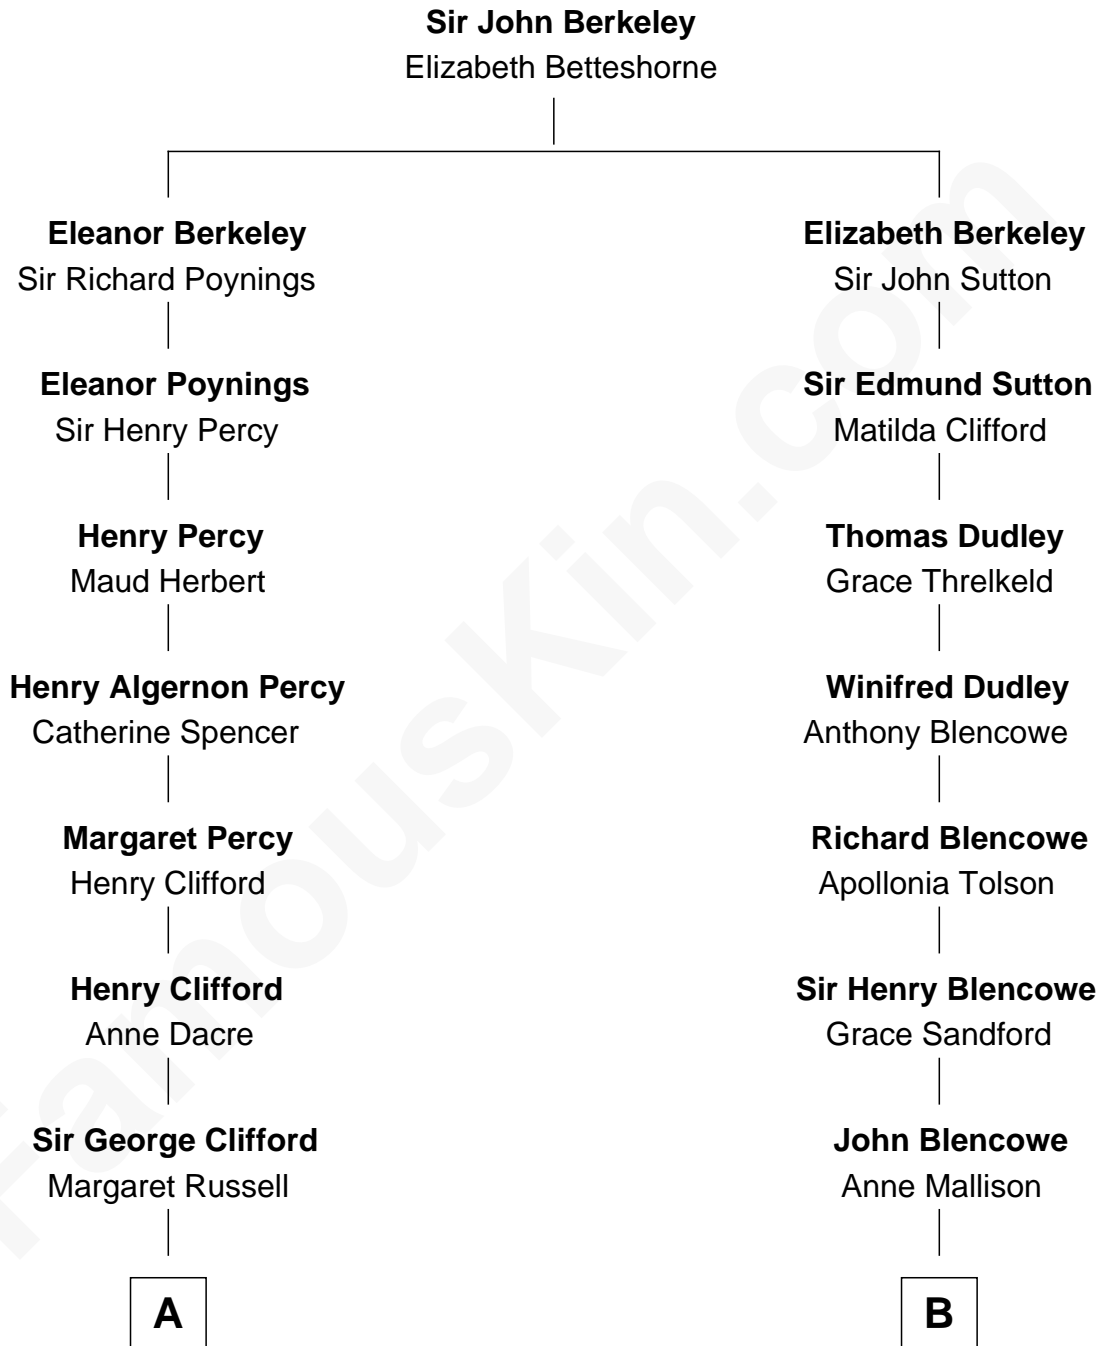 Sir John Berkeley
Elizabeth Betteshorne
Eleanor Berkeley
Sir Richard Poynings
Elizabeth Berkeley
Sir John Sutton
Eleanor Poynings
Sir Henry Percy
Sir Edmund Sutton
Matilda Clifford
Henry Percy
Maud Herbert
Thomas Dudley
Grace Threlkeld
Henry Algernon Percy
Catherine Spencer
Winifred Dudley
Anthony Blencowe
Margaret Percy
Henry Clifford
Richard Blencowe
Apollonia Tolson
Henry Clifford
Anne Dacre
Sir Henry Blencowe
Grace Sandford
Sir George Clifford
Margaret Russell
John Blencowe
Anne Mallison
A
B
FamousKin.com